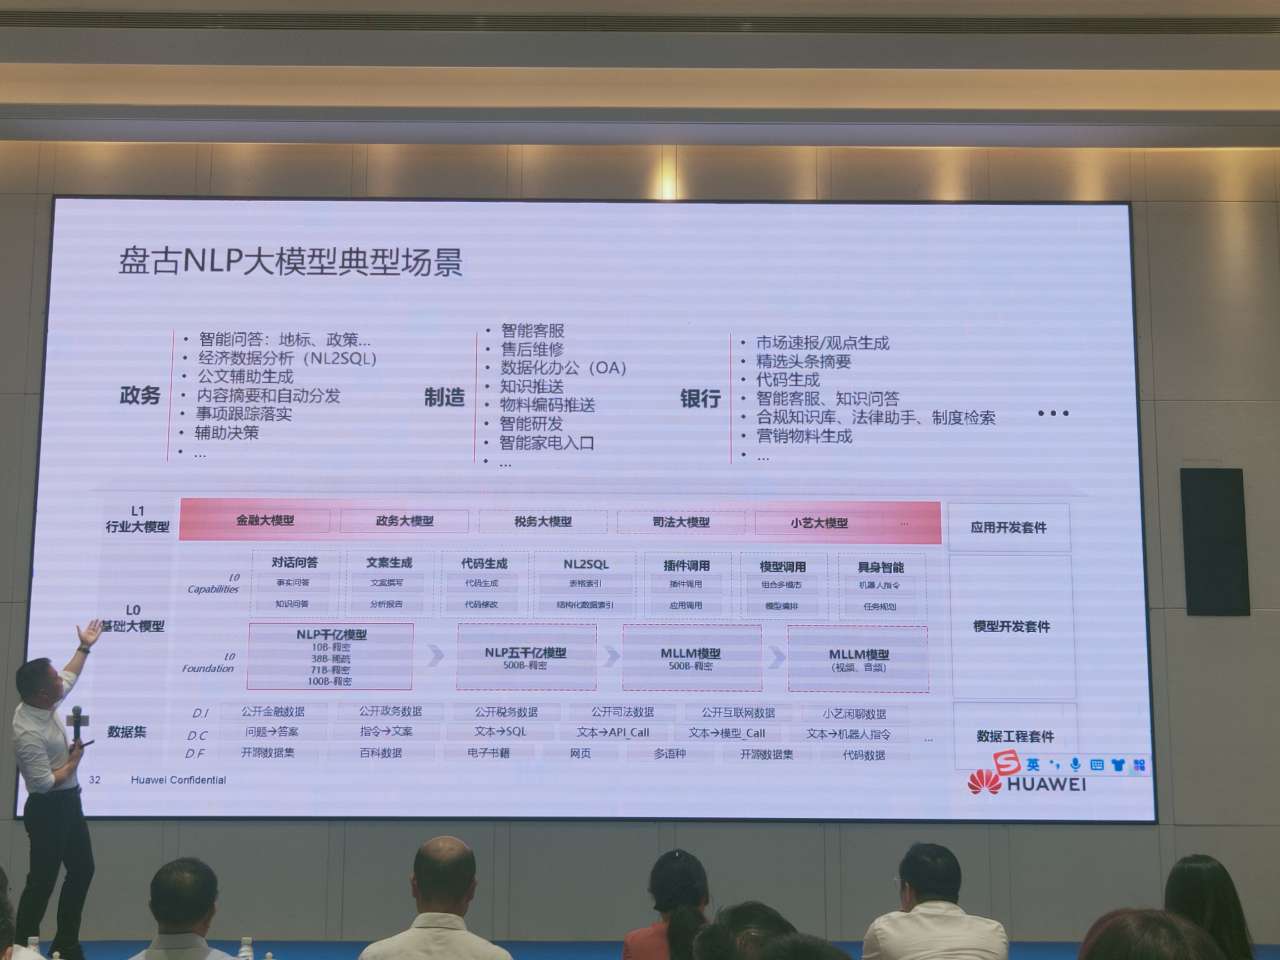 盘古NLP大模型典型场景
政务
• 智能问答：地标、政策...
• 经济数据分析（NL2SQL）
• 公文辅助生成
• 内容摘要和自动分发
• 事项跟踪落实
• 辅助决策
• ...
制造
• 智能客服
• 售后维修
• 数据化办公（OA）
• 知识推送
• 物料编码推送
• 智能研发
• 智能家电入口
• ...
银行
• 市场速报/观点生成
• 精选头条摘要
• 代码生成
• 智能客服、知识问答
• 合规知识库、法律助手、制度检索
• 营销物料生成
• ...
•••
L1
行业大模型
金融大模型 政务大模型 税务大模型 司法大模型 小艺大模型 ...
应用开发套件
L0
基础大模型
L0
Capabilities
对话问答 文案生成 代码生成 NL2SQL 插件调用 模型调用 具身智能
事实问答 文案撰写 代码生成 表格索引 插件调用 组合多模态 机器人指令
知识问答 分析报告 代码修改 结构化数据索引 应用调用 模型编排 任务规划
L0
Foundation
NLP千亿模型
10B-稠密
38B-稀疏
71B-稠密
100B-稠密
NLP五千亿模型
500B-稠密
MLLM模型
500B-稠密
MLLM模型
（视频、音频）
模型开发套件
数据集
D.I 公开金融数据 公开政务数据 公开税务数据 公开司法数据 公开互联网数据 小艺闲聊数据
D.C 问题→答案 指令→文案 文本→SQL 文本→API_Call 文本→模型_Call 文本→机器人指令 ...
D.F 开源数据集 百科数据 电子书籍 网页 多语种 开源数据集 代码数据
数据工程套件
S 英
32 Huawei Confidential
HUAWEI